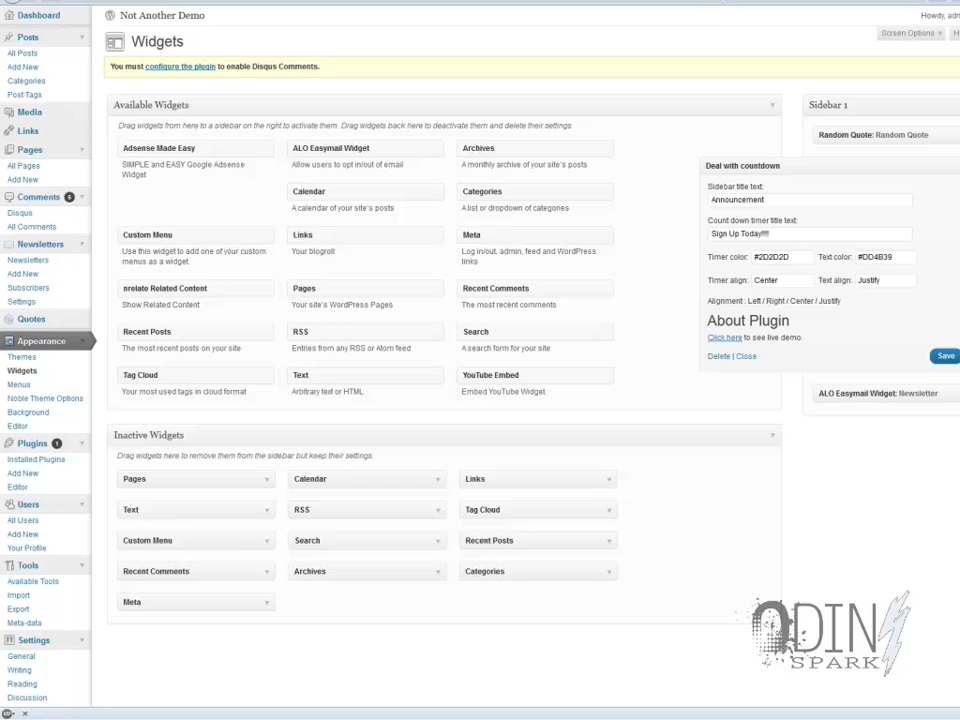 Dashboard
Posts
All Posts
Add New
Categories
Post Tags
Media
Links
Pages
All Pages
Add New
Comments 6
Disqus
All Comments
Newsletters
Newsletters
Add New
Subscribers
Settings
Quotes
Appearance
Themes
Widgets
Menus
Noble Theme Options
Background
Editor
Plugins 1
Installed Plugins
Add New
Editor
Users
All Users
Add New
Your Profile
Tools
Available Tools
Import
Export
Meta-data
Settings
General
Writing
Reading
Discussion
Not Another Demo
Howdy, adm
Widgets
Screen Options
H
You must configure the plugin to enable Disqus Comments.
Available Widgets
Drag widgets from here to a sidebar on the right to activate them. Drag widgets back here to deactivate them and delete their settings.
Adsense Made Easy
SIMPLE and EASY Google Adsense
Widget
ALO Easymail Widget
Allow users to opt in/out of email
Archives
A monthly archive of your site's posts
Calendar
A calendar of your site's posts
Categories
A list or dropdown of categories
Custom Menu
Use this widget to add one of your custom
menus as a widget.
Links
Your blogroll
Meta
Log in/out, admin, feed and WordPress
links
nrelate Related Content
Show Related Content
Pages
Your site's WordPress Pages
Recent Comments
The most recent comments
Recent Posts
The most recent posts on your site
RSS
Entries from any RSS or Atom feed
Search
A search form for your site
Tag Cloud
Your most used tags in cloud format
Text
Arbitrary text or HTML
YouTube Embed
Embed YouTube Widget
Inactive Widgets
Drag widgets here to remove them from the sidebar but keep their settings.
Pages
Calendar
Links
Text
RSS
Tag Cloud
Custom Menu
Search
Recent Posts
Recent Comments
Archives
Categories
Meta
Sidebar 1
Random Quote: Random Quote
Deal with countdown
Sidebar title text:
Announcement
Count down timer title text:
Sign Up Today!!!!
Timer color: #2D2D2D Text color: #DD4B39
Timer align: Center Text align: Justify
Alignment : Left / Right / Center / Justify
About Plugin
Click here to see live demo.
Delete | Close
Save
ALO Easymail Widget: Newsletter
ODIN
SPARK